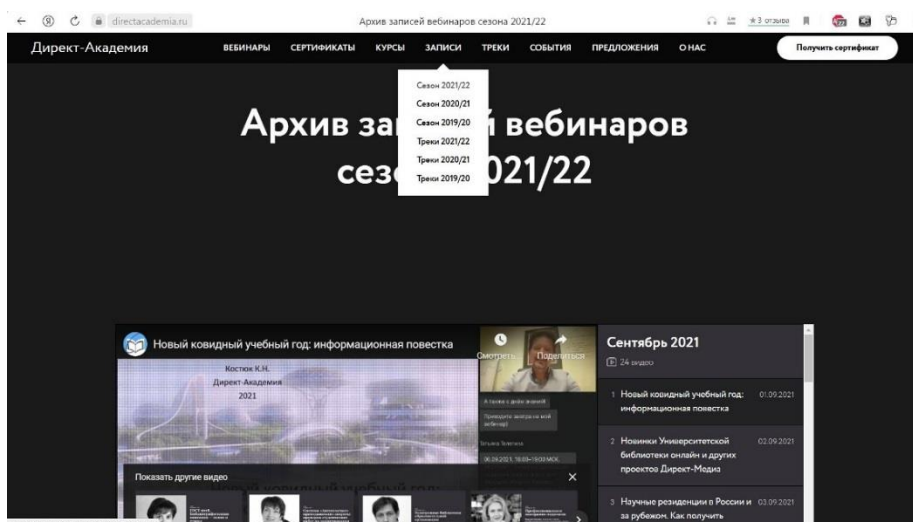 directacademia.ru
Архив записей вебинаров сезона 2021/22
★ 3 отзыва
Директ-Академия
ВЕБИНАРЫ
СЕРТИФИКАТЫ
КУРСЫ
ЗАПИСИ
ТРЕКИ
СОБЫТИЯ
ПРЕДЛОЖЕНИЯ
О НАС
Получить сертификат
Сезон 2021/22
Сезон 2020/21
Сезон 2019/20
Треки 2021/22
Треки 2020/21
Треки 2019/20
Архив за й вебинаров
сез 021/22
Новый ковидный учебный год: информационная повестка
Смотреть...
Поделиться
Костюк К.Н.
Директ-Академия
2021
Сентябрь 2021
24 видео
1 Новый ковидный учебный год: 01.09.2021
информационная повестка
2 Новинки Университетской 02.09.2021
библиотеки онлайн и других
проектов Директ-Медиа
3 Научные резиденции в России и 03.09.2021
за рубежом. Как получить
Показать другие видео